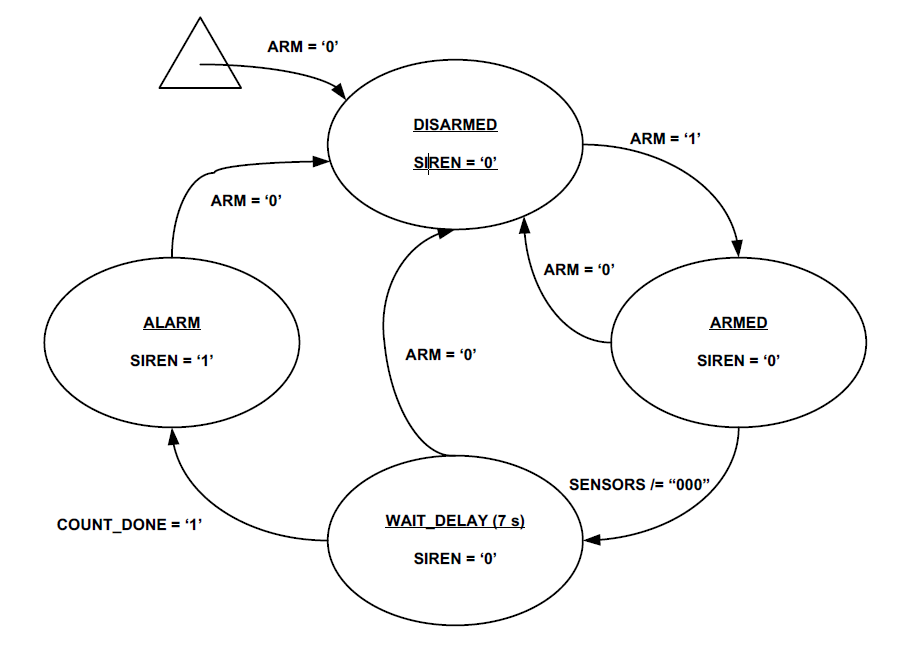 ARM = ‘0’
DISARMED
SIREN = ‘0’
ARM = ‘1’
ARM = ‘0’
ARM = ‘0’
ALARM
SIREN = ‘1’
ARMED
SIREN = ‘0’
ARM = ‘0’
SENSORS /= “000”
WAIT_DELAY (7 s)
SIREN = ‘0’
COUNT_DONE = ‘1’